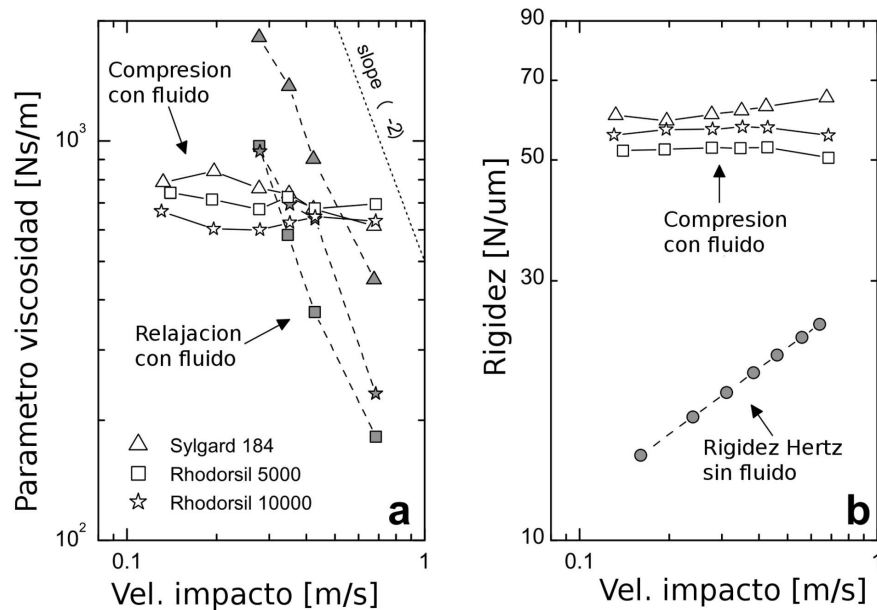 Parametro viscosidad [Ns/m]
10³
10²
Compresion
con fluido
slope ( -2)
Relajacion
con fluido
Sylgard 184
Rhodorsil 5000
Rhodorsil 10000
a
0.1
1
Vel. impacto [m/s]
Rigidez [N/um]
90
70
50
30
10
Compresion
con fluido
Rigidez Hertz
sin fluido
b
0.1
1
Vel. impacto [m/s]